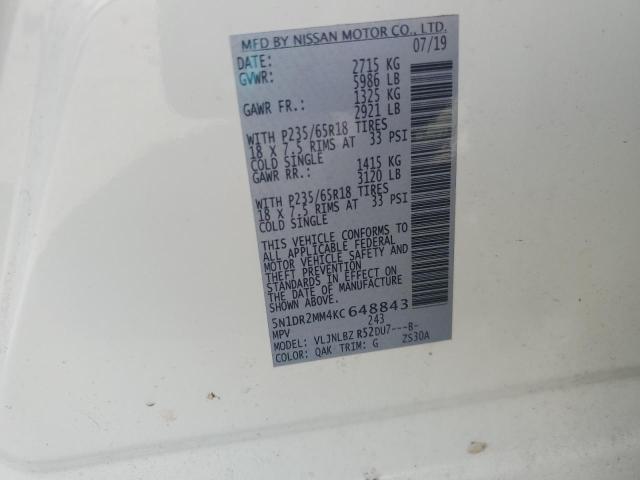 MFD BY NISSAN MOTOR CO., LTD.
DATE: 07/19
GVWR: 2715 KG
5986 LB
GAWR FR.: 1325 KG
2921 LB
WITH P235/65R18 TIRES
18 X 7.5 RIMS AT 33 PSI
COLD SINGLE
GAWR RR.: 1415 KG
3120 LB
WITH P235/65R18 TIRES
18 X 7.5 RIMS AT 33 PSI
COLD SINGLE
THIS VEHICLE CONFORMS TO
ALL APPLICABLE FEDERAL
MOTOR VEHICLE SAFETY AND
THEFT PREVENTION
STANDARDS IN EFFECT ON
THE DATE OF MANUFACTURE
SHOWN ABOVE.
5N1DR2MM4KC648843
MPV 243
MODEL: VLJNLBZ R52DU7---B-
COLOR: QAK TRIM: G ZS30A